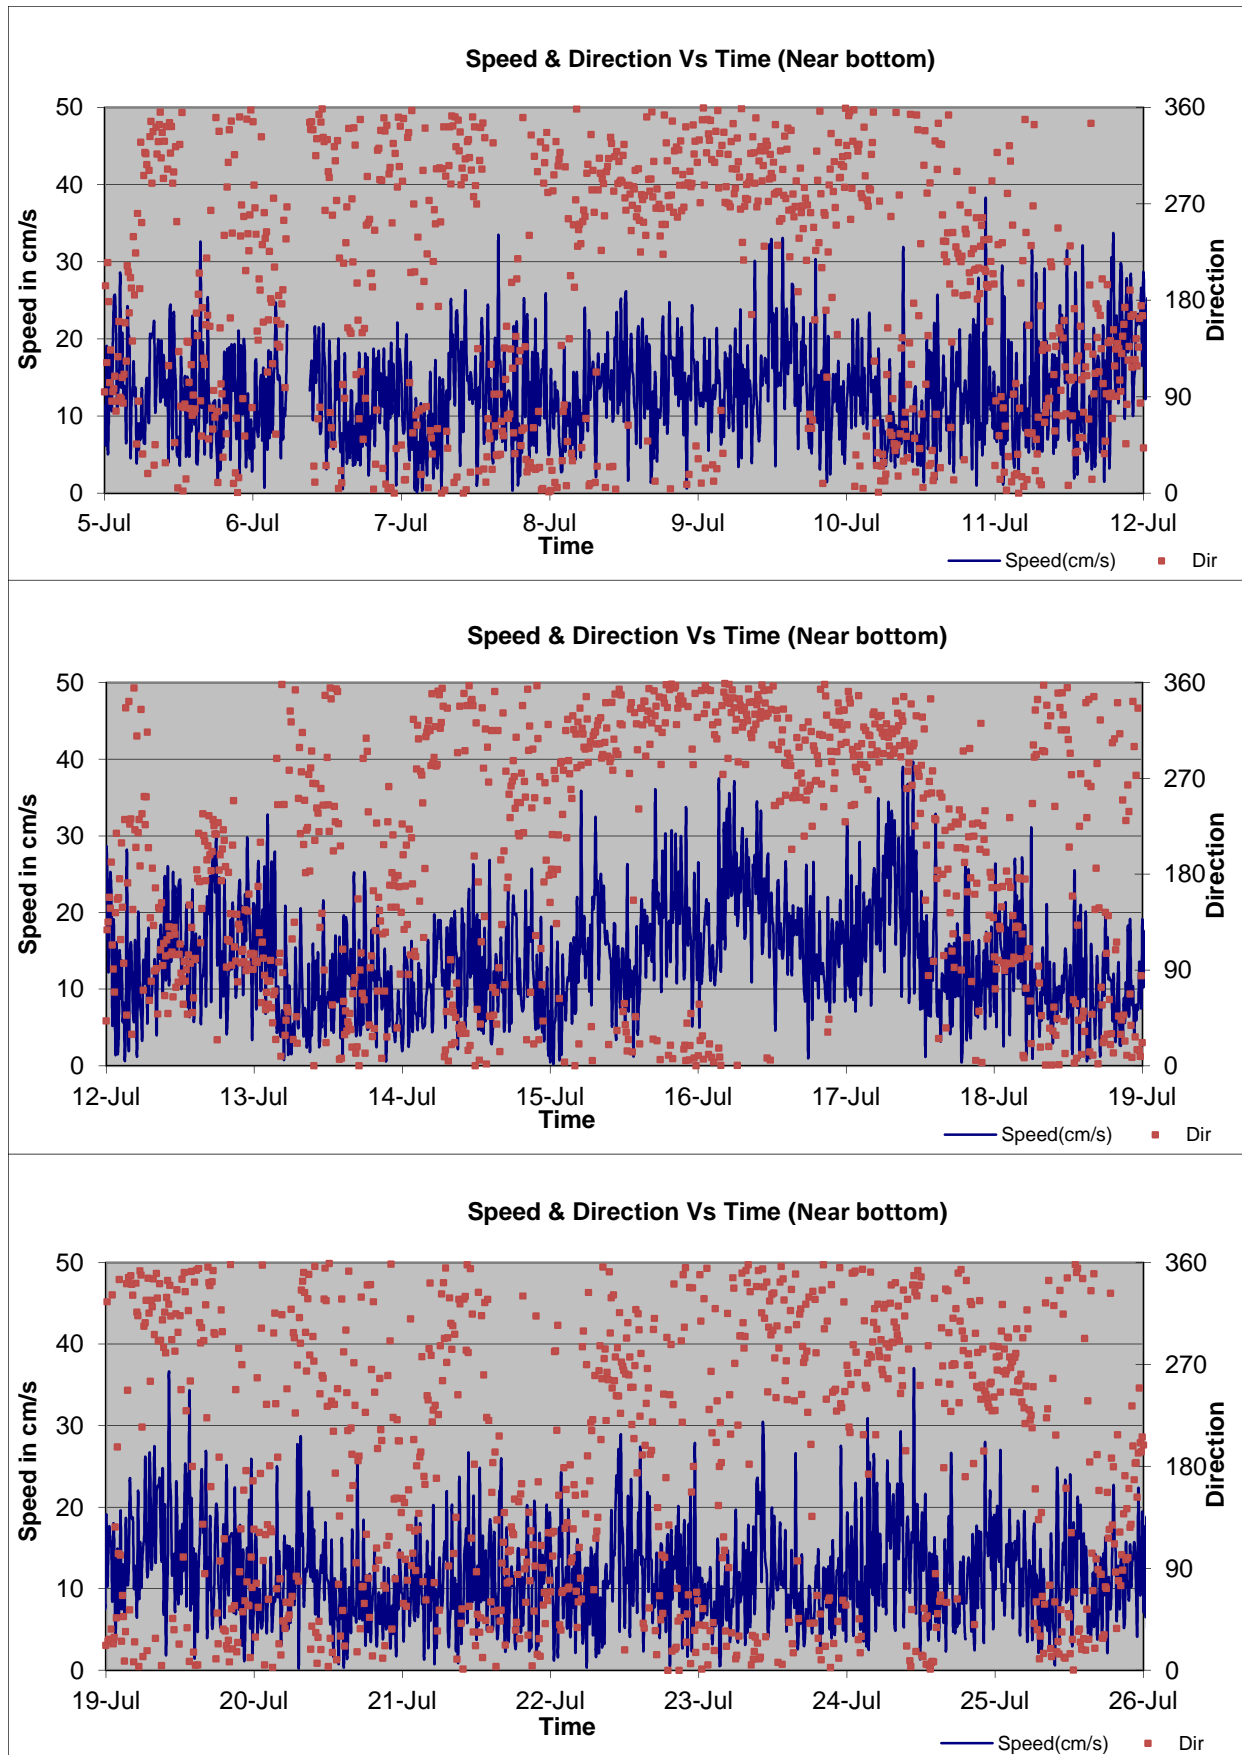 Speed & Direction Vs Time (Near bottom)
50
40
30
20
10
0
Speed in cm/s
360
270
180
90
0
Direction
5-Jul 6-Jul 7-Jul 8-Jul 9-Jul 10-Jul 11-Jul 12-Jul
Time
Speed(cm/s) Dir
Speed & Direction Vs Time (Near bottom)
50
40
30
20
10
0
Speed in cm/s
360
270
180
90
0
Direction
12-Jul 13-Jul 14-Jul 15-Jul 16-Jul 17-Jul 18-Jul 19-Jul
Time
Speed(cm/s) Dir
Speed & Direction Vs Time (Near bottom)
50
40
30
20
10
0
Speed in cm/s
360
270
180
90
0
Direction
19-Jul 20-Jul 21-Jul 22-Jul 23-Jul 24-Jul 25-Jul 26-Jul
Time
Speed(cm/s) Dir